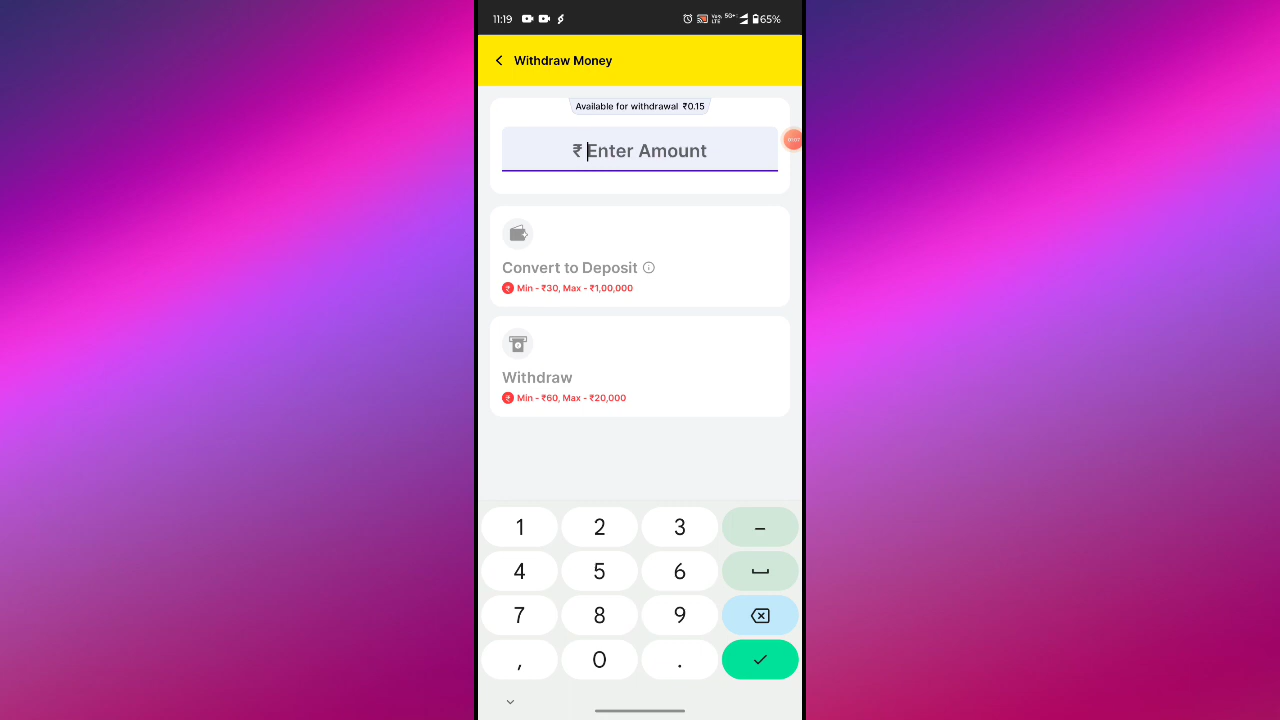 11:19 5G+ 65%
Withdraw Money
Available for withdrawal ₹0.15
₹ Enter Amount
Convert to Deposit
₹ Min - ₹30, Max - ₹1,00,000
Withdraw
₹ Min - ₹60, Max - ₹20,000
1 2 3 –
4 5 6
7 8 9
, 0 .